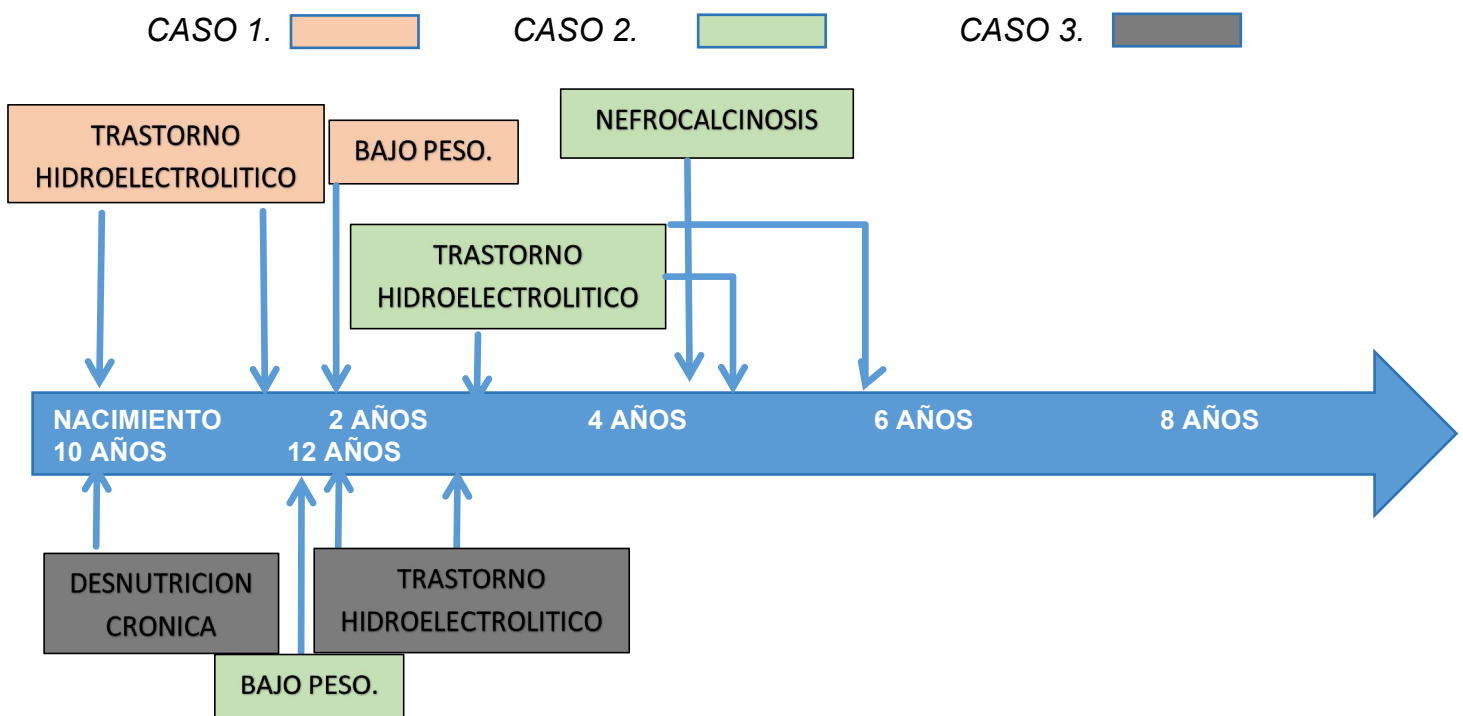 CASO 1. CASO 2. CASO 3.
NEFROCALCINOSIS
TRASTORNO
HIDROELECTROLITICO
BAJO PESO.
TRASTORNO
HIDROELECTROLITICO
NACIMIENTO 2 AÑOS 4 AÑOS 6 AÑOS 8 AÑOS
10 AÑOS 12 AÑOS
DESNUTRICION
CRONICA
TRASTORNO
HIDROELECTROLITICO
BAJO PESO.